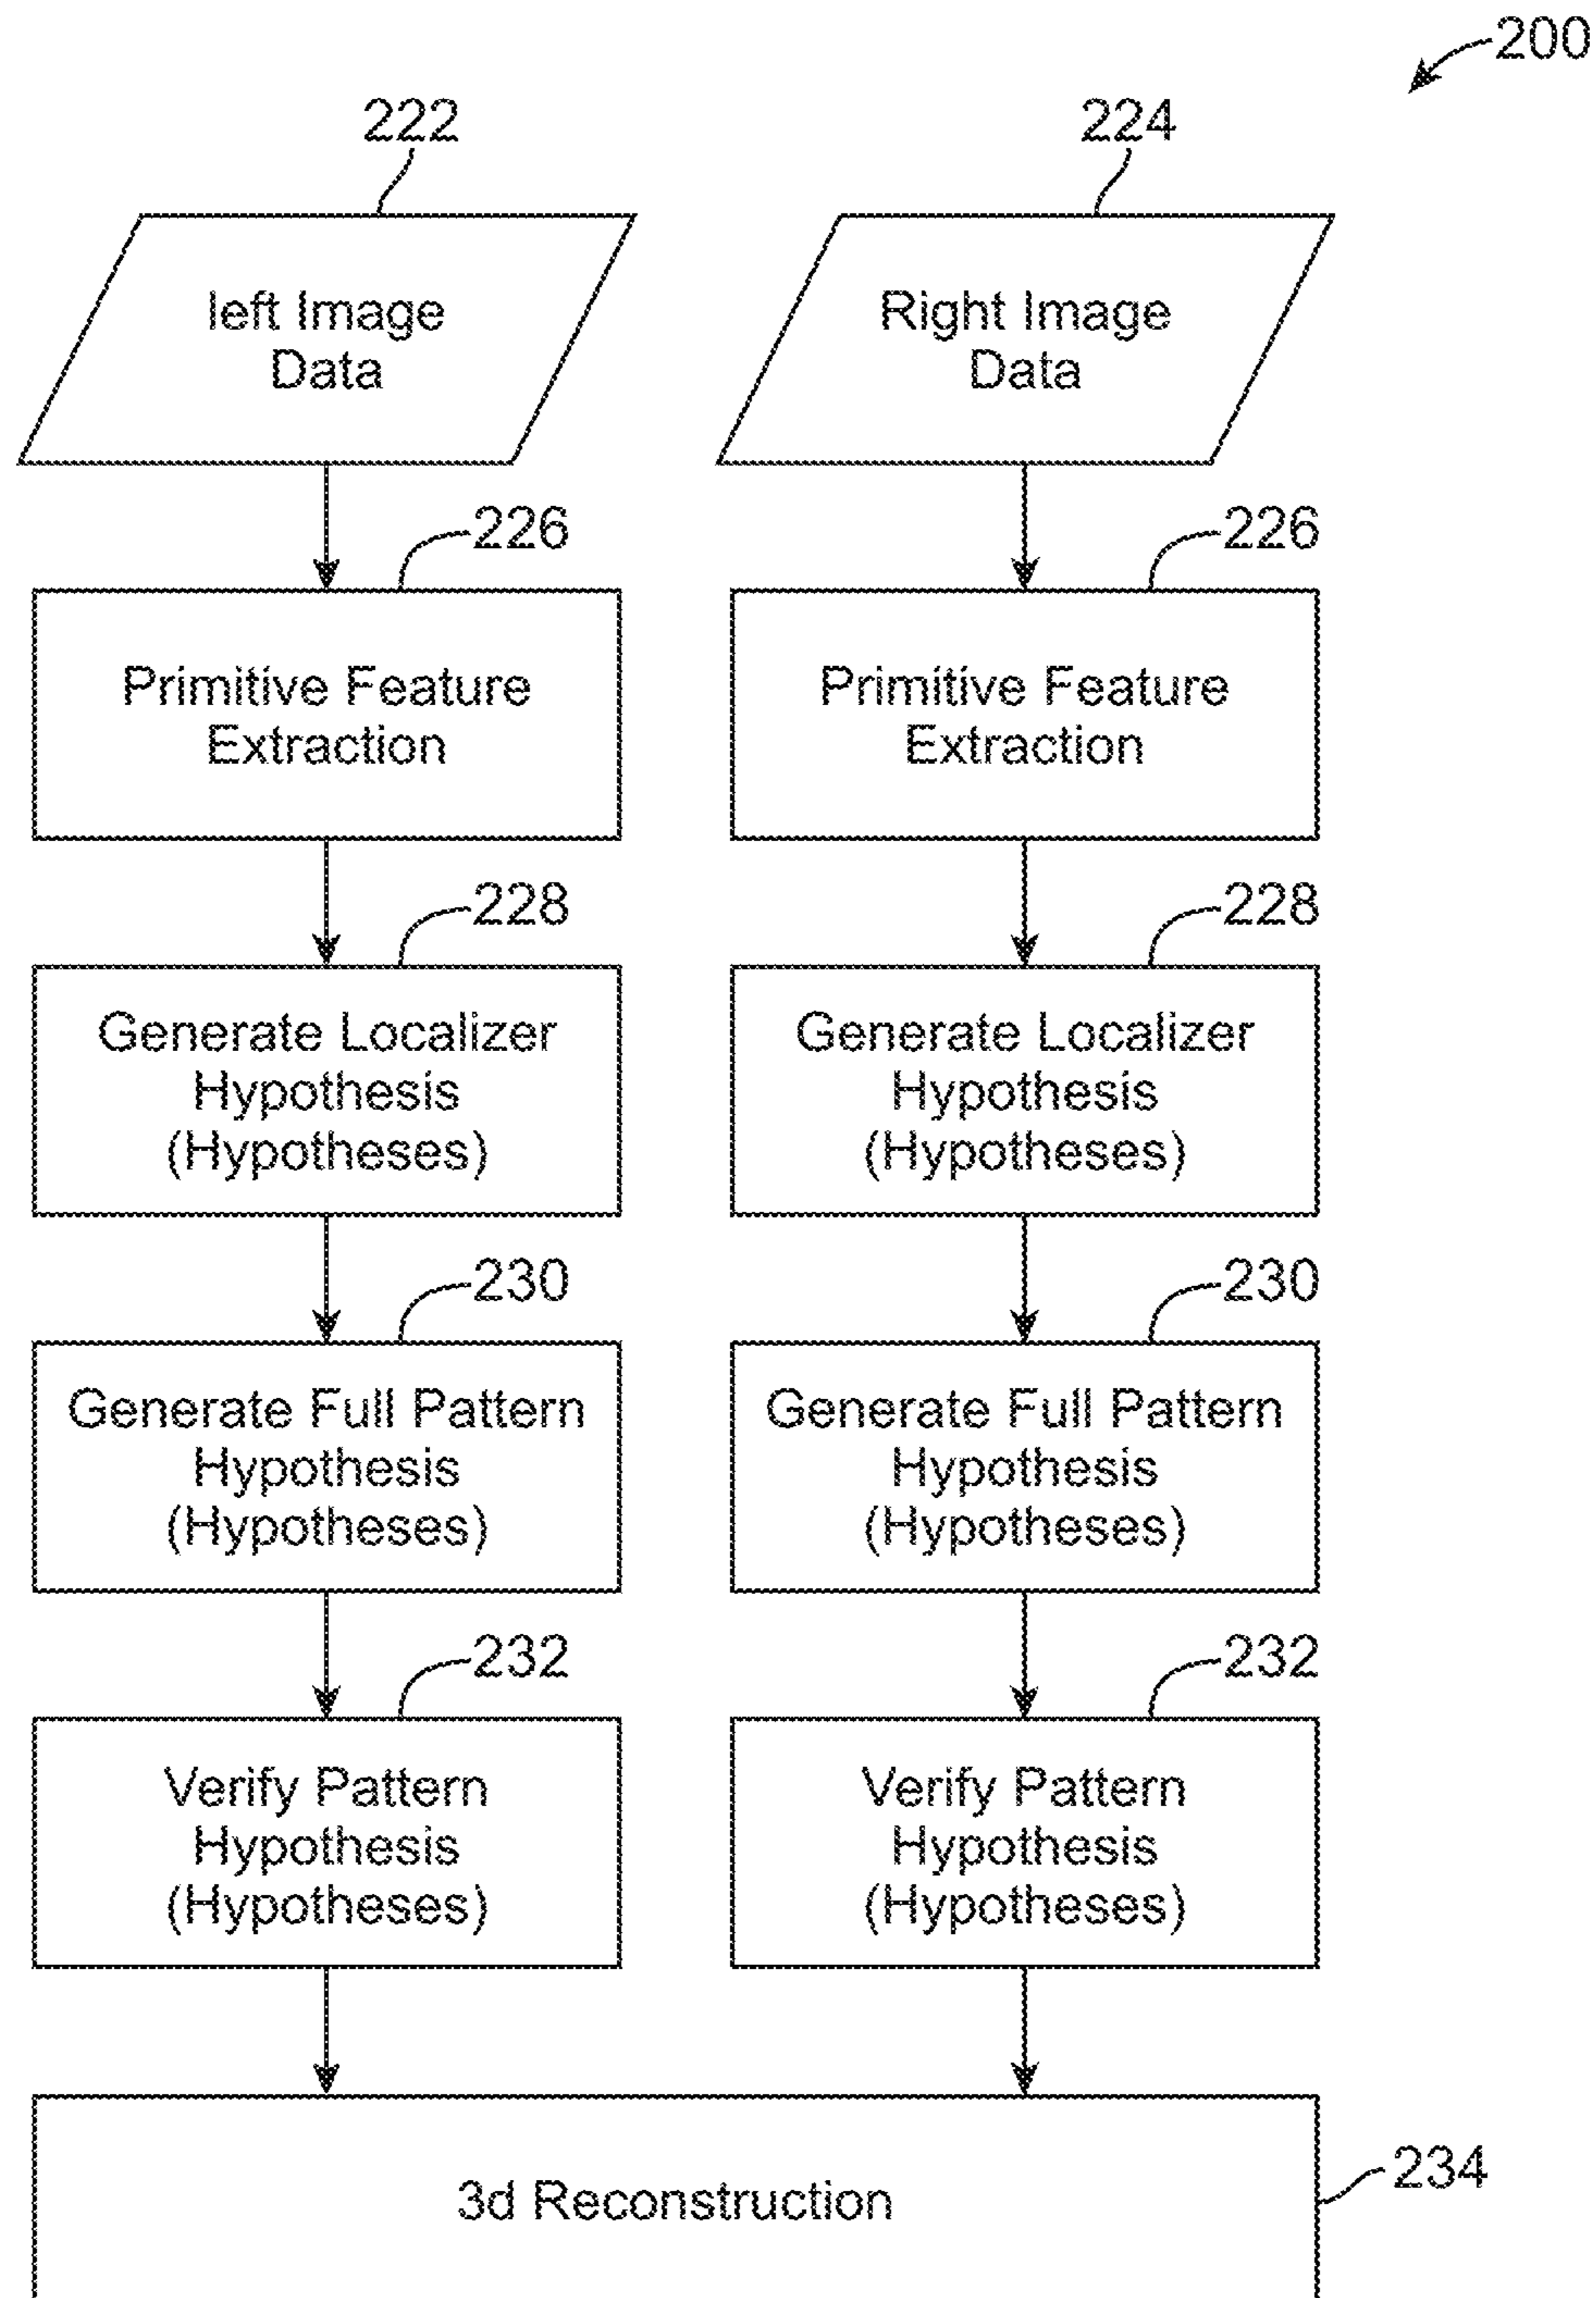 200
222
224
left Image
Data
Right Image
Data
226
226
Primitive Feature
Extraction
Primitive Feature
Extraction
228
228
Generate Localizer
Hypothesis
(Hypotheses)
Generate Localizer
Hypothesis
(Hypotheses)
230
230
Generate Full Pattern
Hypothesis
(Hypotheses)
Generate Full Pattern
Hypothesis
(Hypotheses)
232
232
Verify Pattern
Hypothesis
(Hypotheses)
Verify Pattern
Hypothesis
(Hypotheses)
3d Reconstruction
234